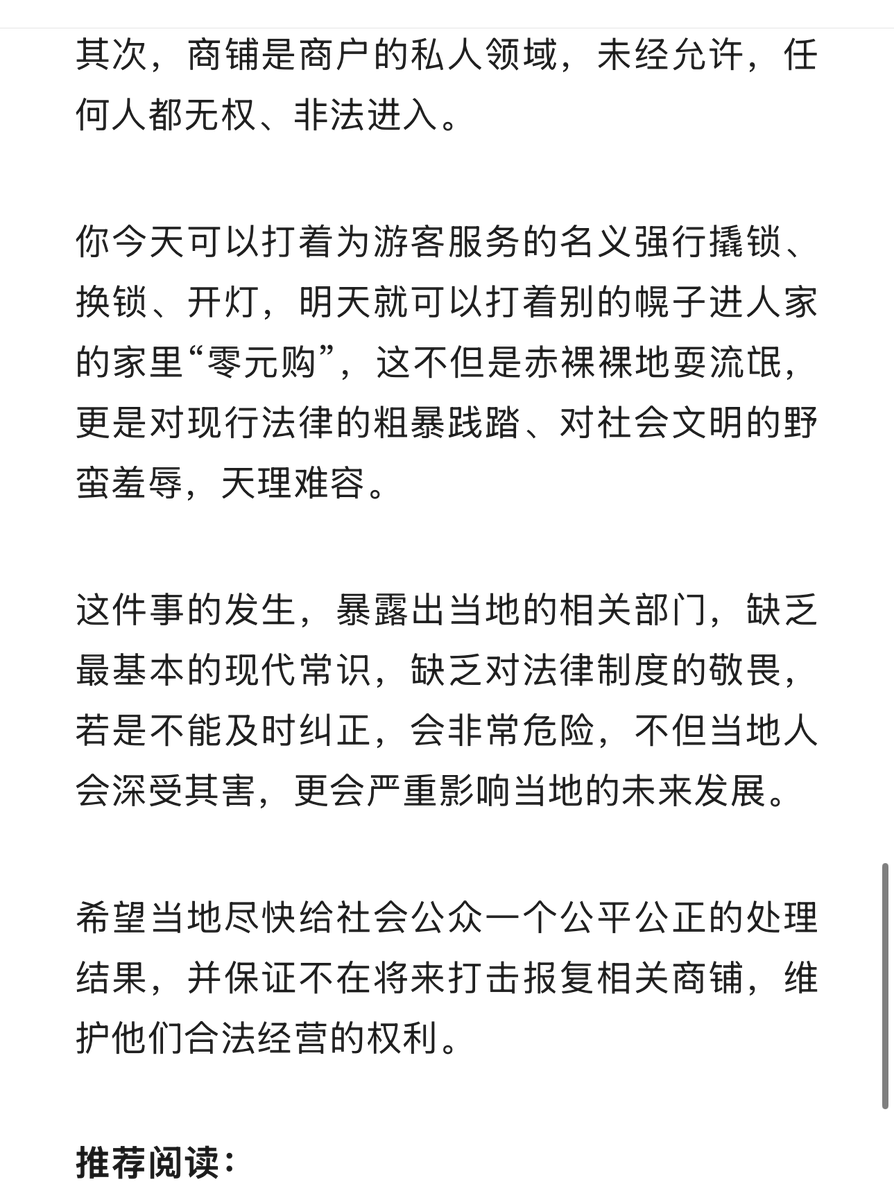 其次，商铺是商户的私人领域，未经允许，任
何人都无权、非法进入。
你今天可以打着为游客服务的名义强行撬锁、
换锁、开灯，明天就可以打着别的幌子进人家
的家里“零元购”，这不但是赤裸裸地耍流氓，
更是对现行法律的粗暴践踏、对社会文明的野
蛮羞辱，天理难容。
这件事的发生，暴露出当地的相关部门，缺乏
最基本的现代常识，缺乏对法律制度的敬畏，
若是不能及时纠正，会非常危险，不但当地人
会深受其害，更会严重影响当地的未来发展。
希望当地尽快给社会公众一个公平公正的处理
结果，并保证不在将来打击报复相关商铺，维
护他们合法经营的权利。
推荐阅读：